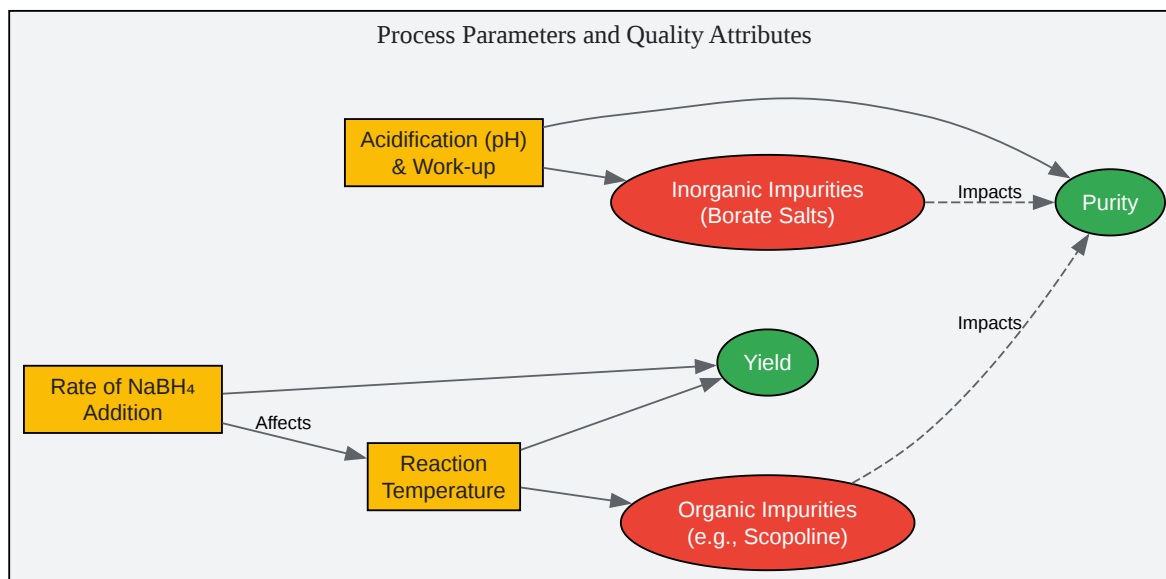 Process Parameters and Quality Attributes
Acidification (pH)
& Work-up
Inorganic Impurities
(Borate Salts)
Impacts
Purity
Impacts
Yield
Rate of NaBH₄
Addition
Affects
Reaction
Temperature
Organic Impurities
(e.g., Scopoline)